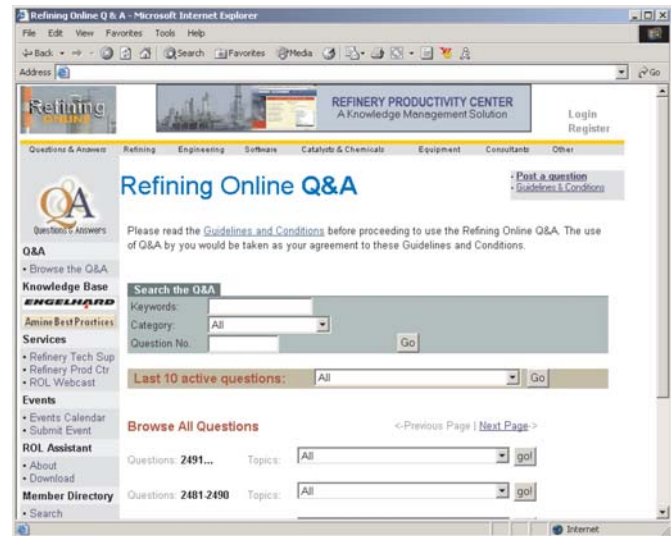 Refining Online Q & A - Microsoft Internet Explorer
File Edit View Favorites Tools Help
Back Search Favorites Media
Address Go
Refining
ONLINE
REFINERY PRODUCTIVITY CENTER
A Knowledge Management Solution
Login
Register
Questions & Answers Refining Engineering Software Catalysts & Chemicals Equipment Consultants Other
QA
Questions & Answers
Refining Online Q&A
• Post a question
• Guidelines & Conditions
Please read the Guidelines and Conditions before proceeding to use the Refining Online Q&A. The use
of Q&A by you would be taken as your agreement to these Guidelines and Conditions.
Q&A
• Browse the Q&A
Knowledge Base
ENGELHARD
Amine Best Practices
Services
• Refinery Tech Sup
• Refinery Prod Ctr
• ROL Webcast
Events
• Events Calendar
• Submit Event
ROL Assistant
• About
• Download
Member Directory
• Search
Search the Q&A
Keywords:
Category: All
Question No. Go
Last 10 active questions: All Go
Browse All Questions <-Previous Page | Next Page->
Questions: 2491... Topics: All go!
Questions: 2481-2490 Topics: All go!
Internet